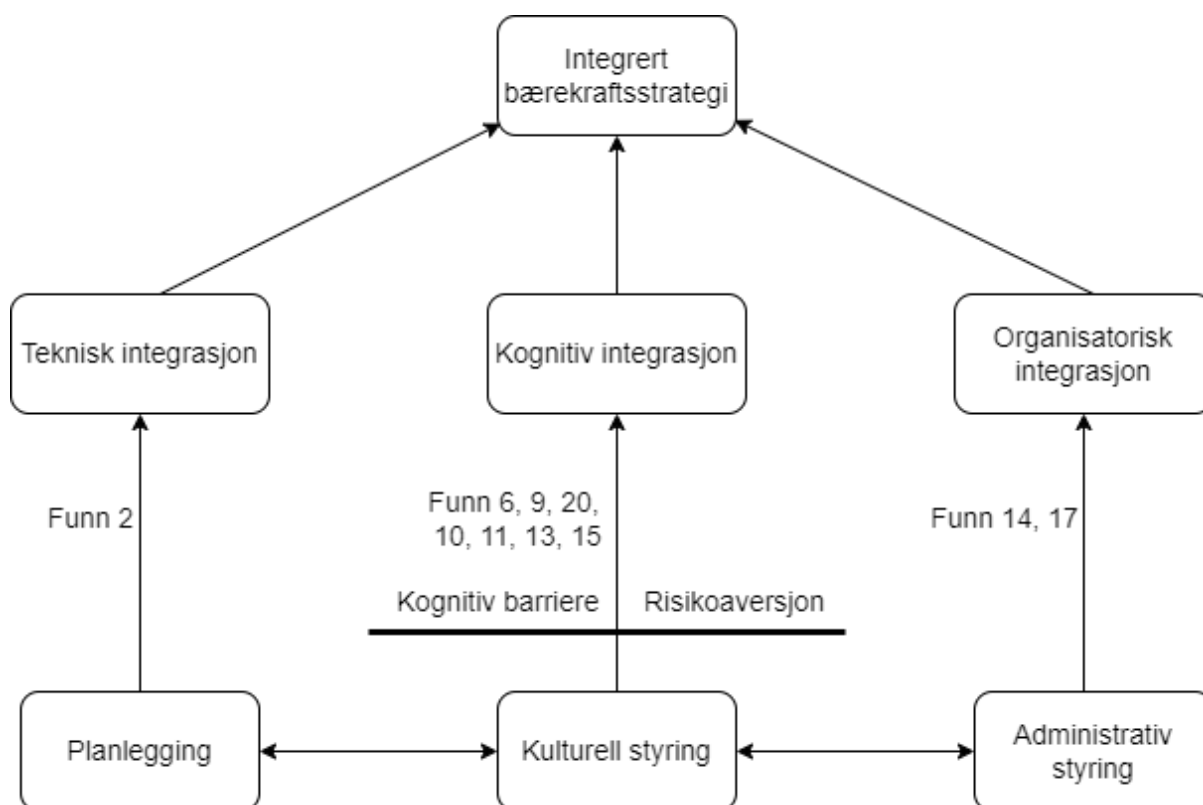 Integrert
bærekraftsstrategi
Teknisk integrasjon
Kognitiv integrasjon
Organisatorisk
integrasjon
Funn 2
Funn 6, 9, 20,
10, 11, 13, 15
Funn 14, 17
Kognitiv barriere
Risikoaversjon
Planlegging
Kulturell styring
Administrativ
styring